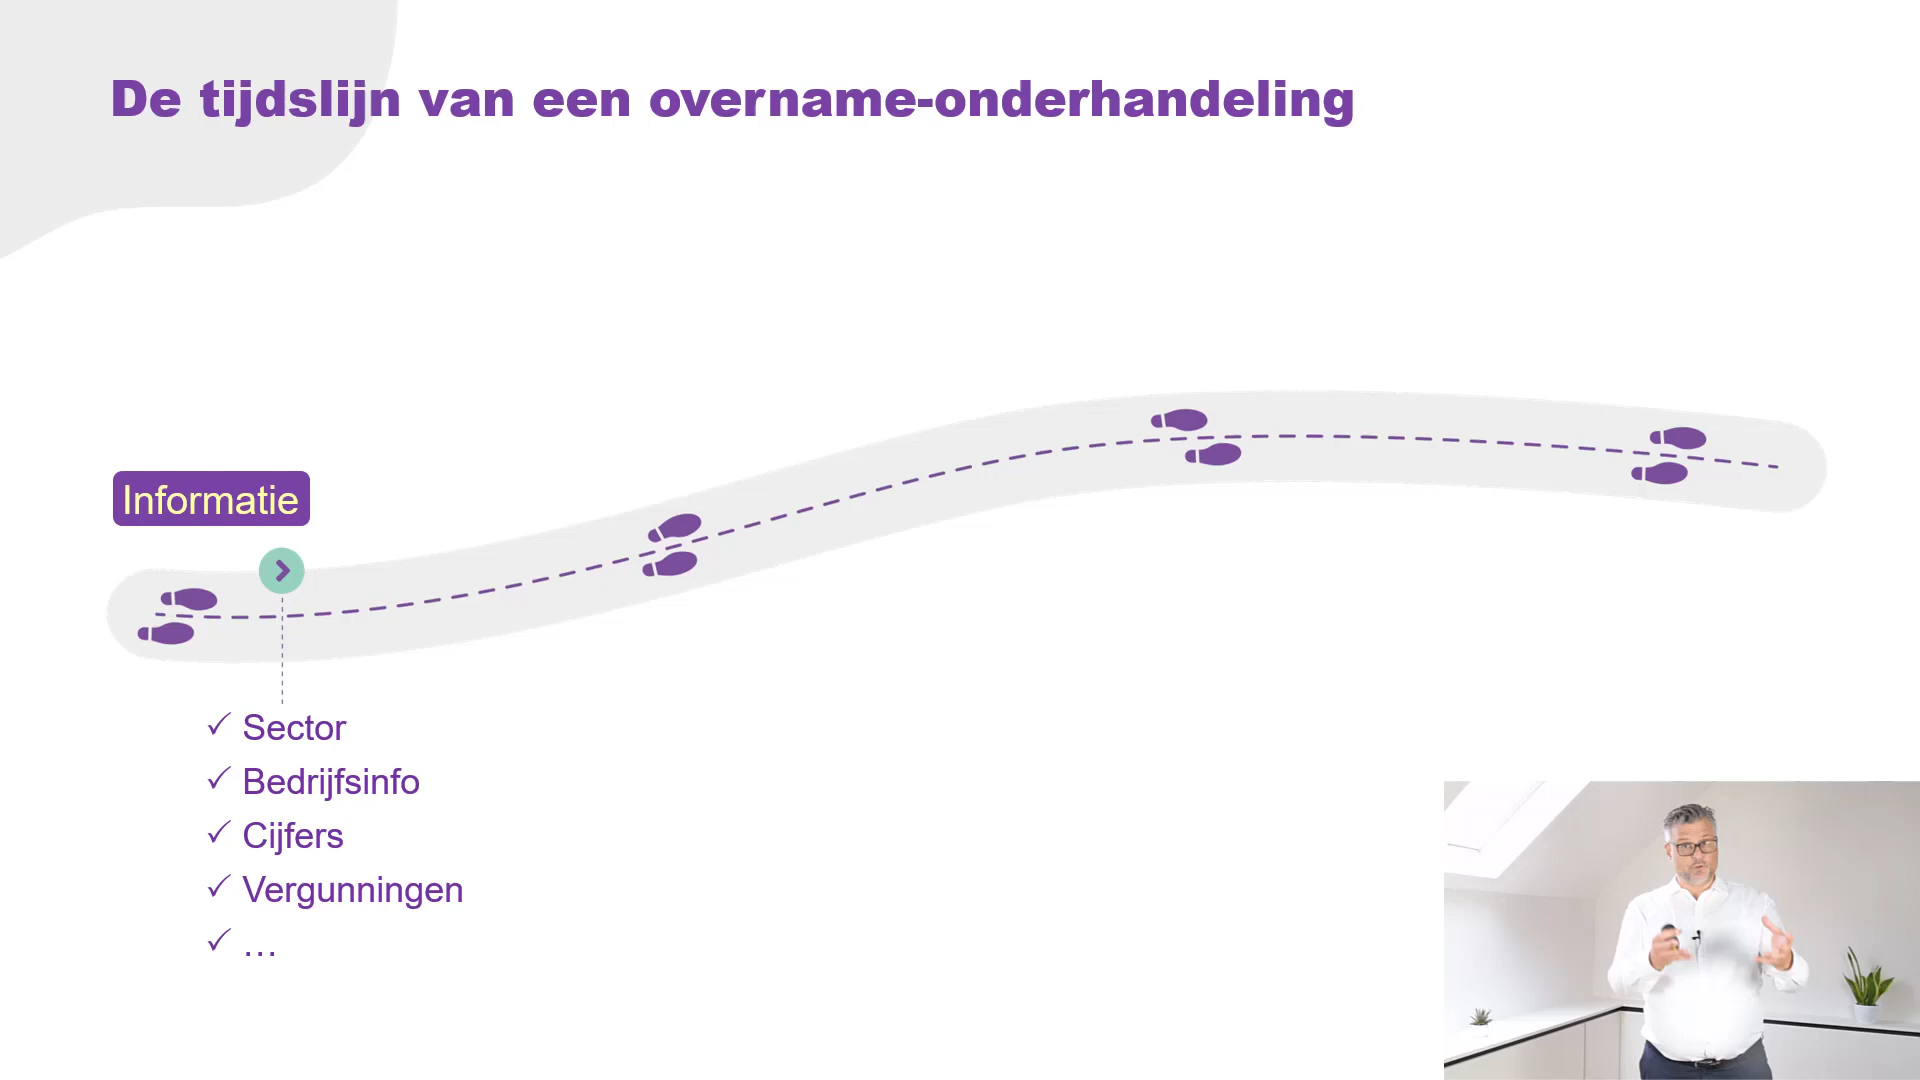 De tijdslijn van een overname-onderhandeling
Informatie
✓ Sector
✓ Bedrijfsinfo
✓ Cijfers
✓ Vergunningen
✓ …